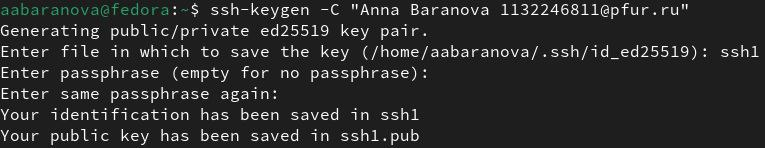 aabaranova@fedora:~$ ssh-keygen -C "Anna Baranova 1132246811@pfur.ru"
Generating public/private ed25519 key pair.
Enter file in which to save the key (/home/aabaranova/.ssh/id_ed25519): ssh1
Enter passphrase (empty for no passphrase):
Enter same passphrase again:
Your identification has been saved in ssh1
Your public key has been saved in ssh1.pub